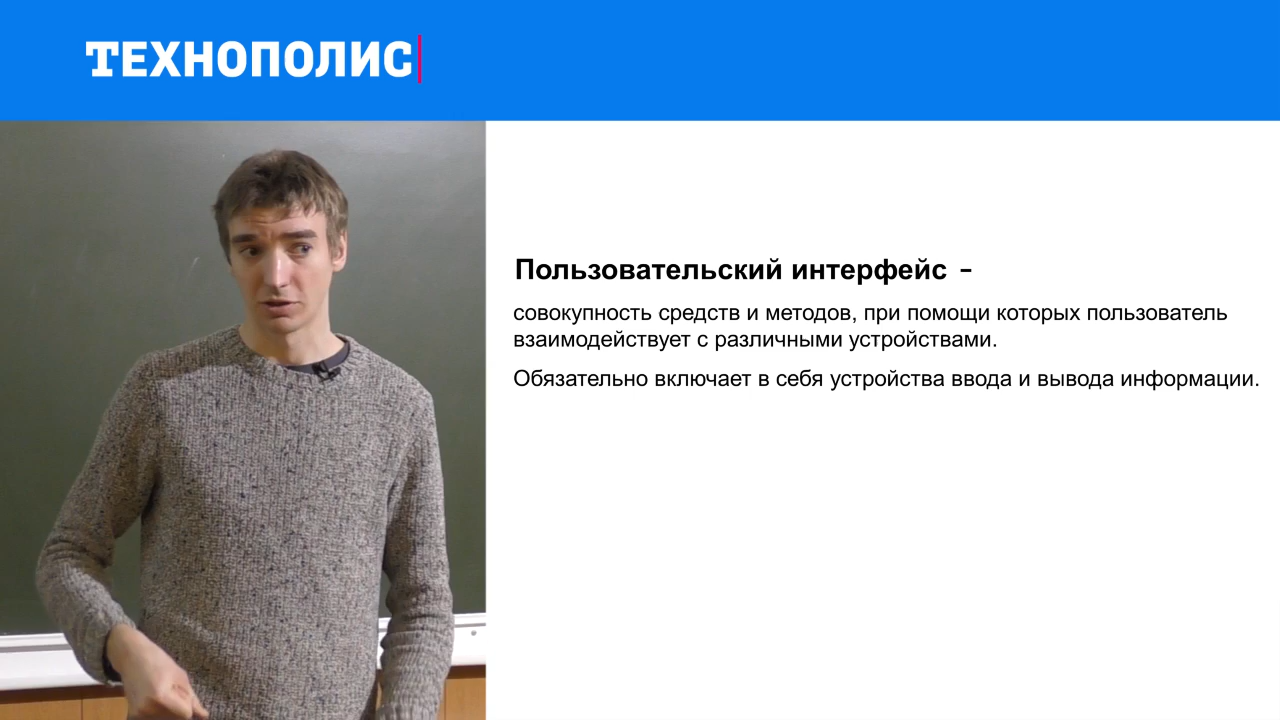 ТЕХНОПОЛИС
Пользовательский интерфейс -
совокупность средств и методов, при помощи которых пользователь
взаимодействует с различными устройствами.
Обязательно включает в себя устройства ввода и вывода информации.